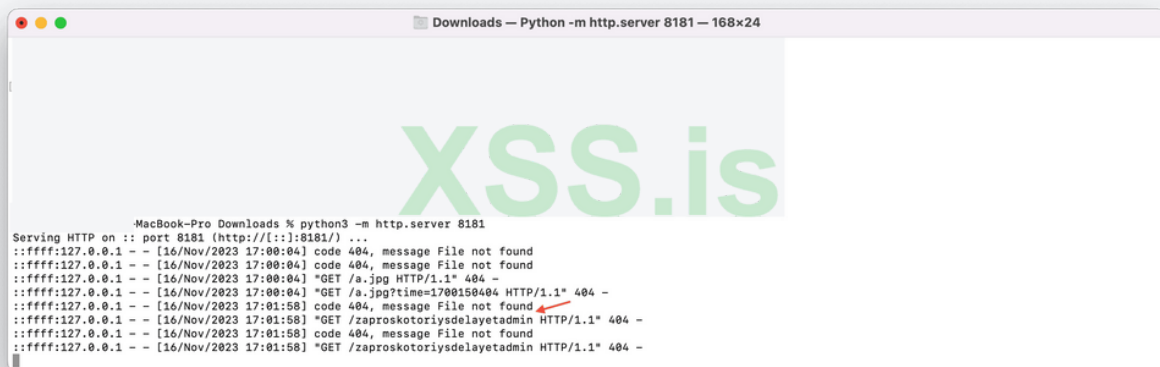 Downloads — Python -m http.server 8181 — 168×24
XSS.is
-MacBook-Pro Downloads % python3 -m http.server 8181
Serving HTTP on :: port 8181 (http://[::]:8181/) ...
::ffff:127.0.0.1 - - [16/Nov/2023 17:00:04] code 404, message File not found
::ffff:127.0.0.1 - - [16/Nov/2023 17:00:04] code 404, message File not found
::ffff:127.0.0.1 - - [16/Nov/2023 17:00:04] "GET /a.jpg HTTP/1.1" 404 -
::ffff:127.0.0.1 - - [16/Nov/2023 17:00:04] "GET /a.jpg?time=1700150404 HTTP/1.1" 404 -
::ffff:127.0.0.1 - - [16/Nov/2023 17:01:58] code 404, message File not found
::ffff:127.0.0.1 - - [16/Nov/2023 17:01:58] "GET /zaproskotoriysdelayetadmin HTTP/1.1" 404 -
::ffff:127.0.0.1 - - [16/Nov/2023 17:01:58] code 404, message File not found
::ffff:127.0.0.1 - - [16/Nov/2023 17:01:58] "GET /zaproskotoriysdelayetadmin HTTP/1.1" 404 -